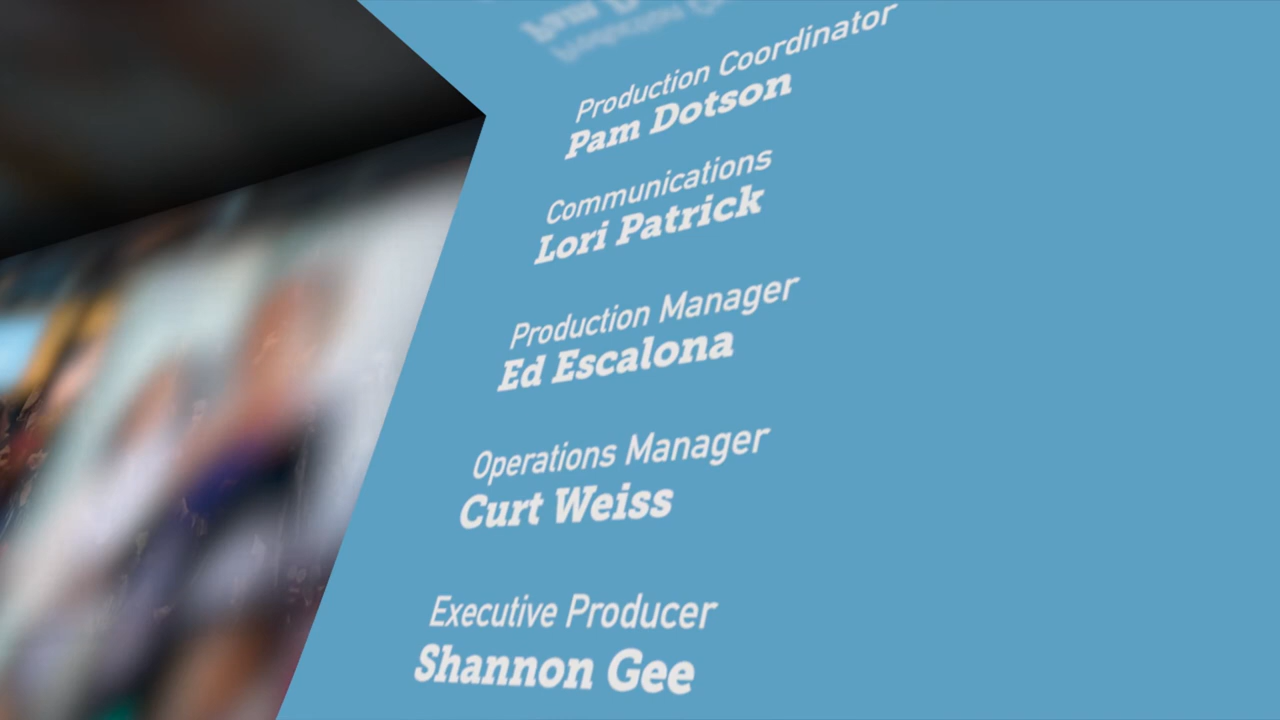 Production Coordinator
Pam Dotson
Communications
Lori Patrick
Production Manager
Ed Escalona
Operations Manager
Curt Weiss
Executive Producer
Shannon Gee